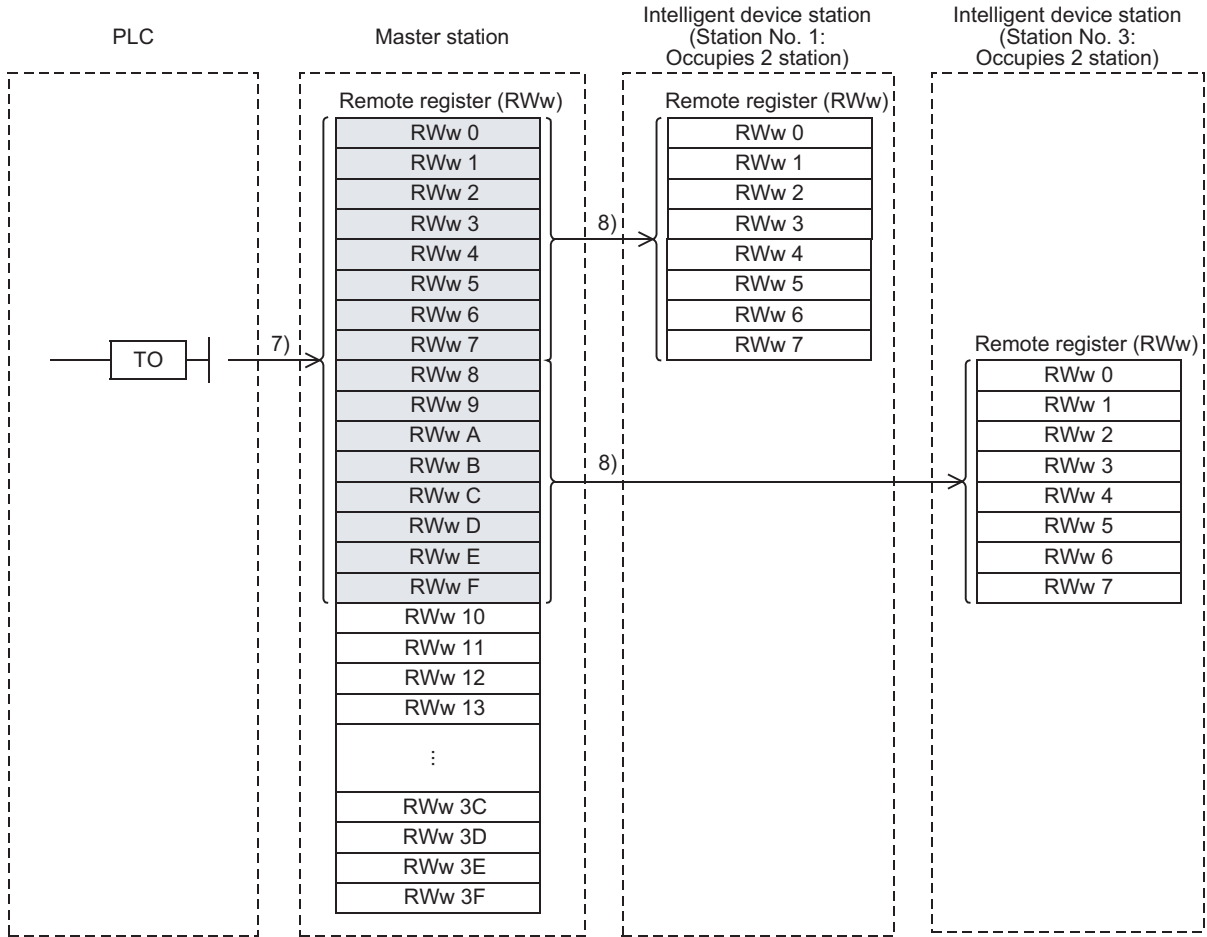 PLC
Master station
Intelligent device station
(Station No. 1:
Occupies 2 station)
Intelligent device station
(Station No. 3:
Occupies 2 station)
TO
7)
Remote register (RWw)
RWw 0
RWw 1
RWw 2
RWw 3
RWw 4
RWw 5
RWw 6
RWw 7
RWw 8
RWw 9
RWw A
RWw B
RWw C
RWw D
RWw E
RWw F
RWw 10
RWw 11
RWw 12
RWw 13
⋮
RWw 3C
RWw 3D
RWw 3E
RWw 3F
8)
8)
Remote register (RWw)
RWw 0
RWw 1
RWw 2
RWw 3
RWw 4
RWw 5
RWw 6
RWw 7
Remote register (RWw)
RWw 0
RWw 1
RWw 2
RWw 3
RWw 4
RWw 5
RWw 6
RWw 7